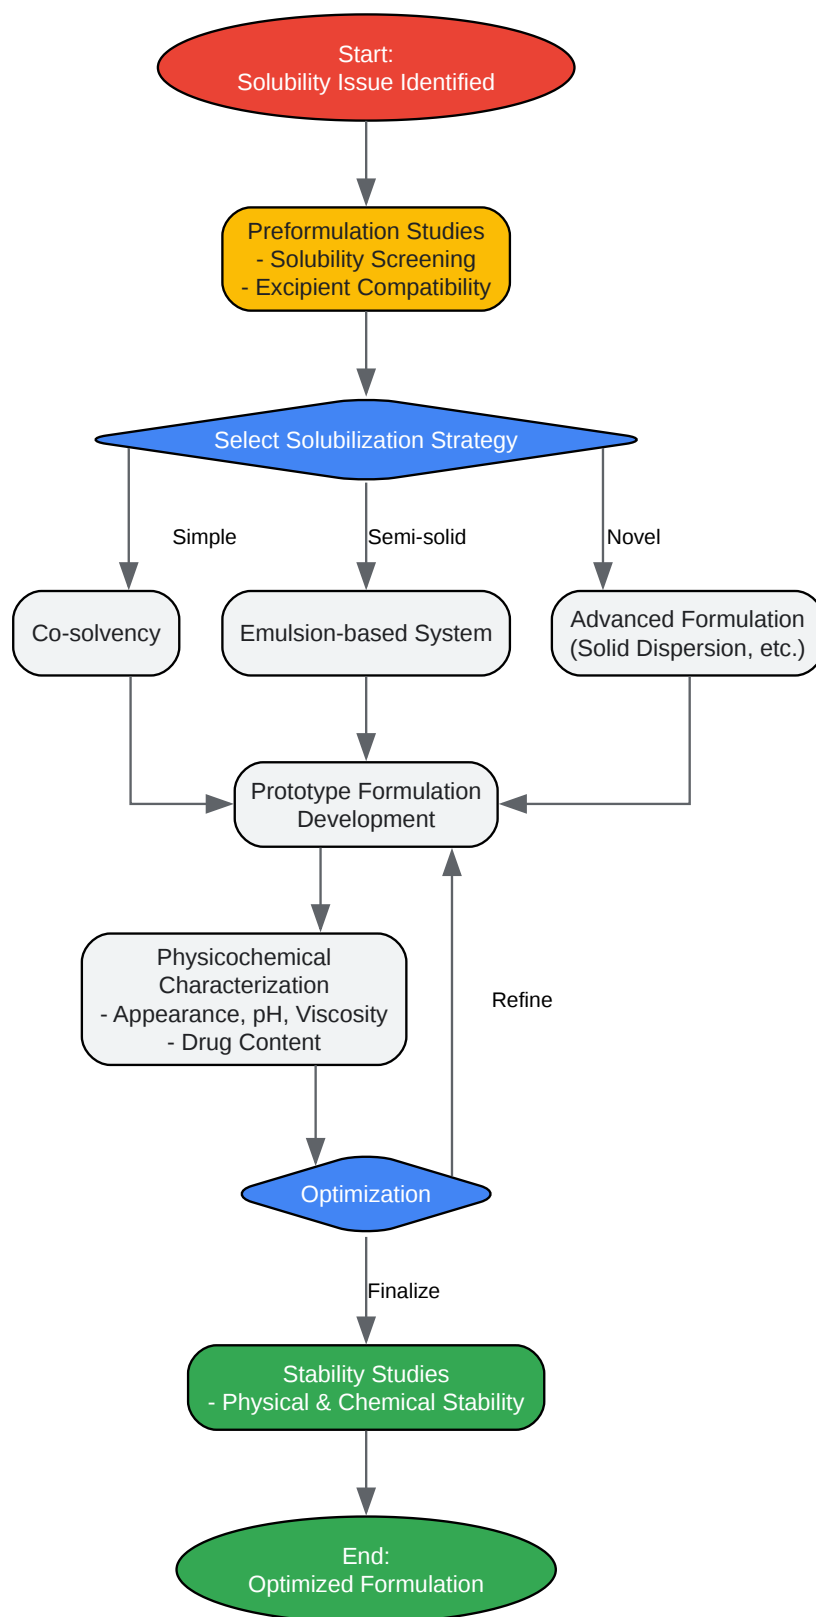 Start:
Solubility Issue Identified
Preformulation Studies
- Solubility Screening
- Excipient Compatibility
Select Solubilization Strategy
Simple
Semi-solid
Novel
Co-solvency
Emulsion-based System
Advanced Formulation
(Solid Dispersion, etc.)
Prototype Formulation
Development
Physicochemical
Characterization
- Appearance, pH, Viscosity
- Drug Content
Refine
Optimization
Finalize
Stability Studies
- Physical & Chemical Stability
End:
Optimized Formulation